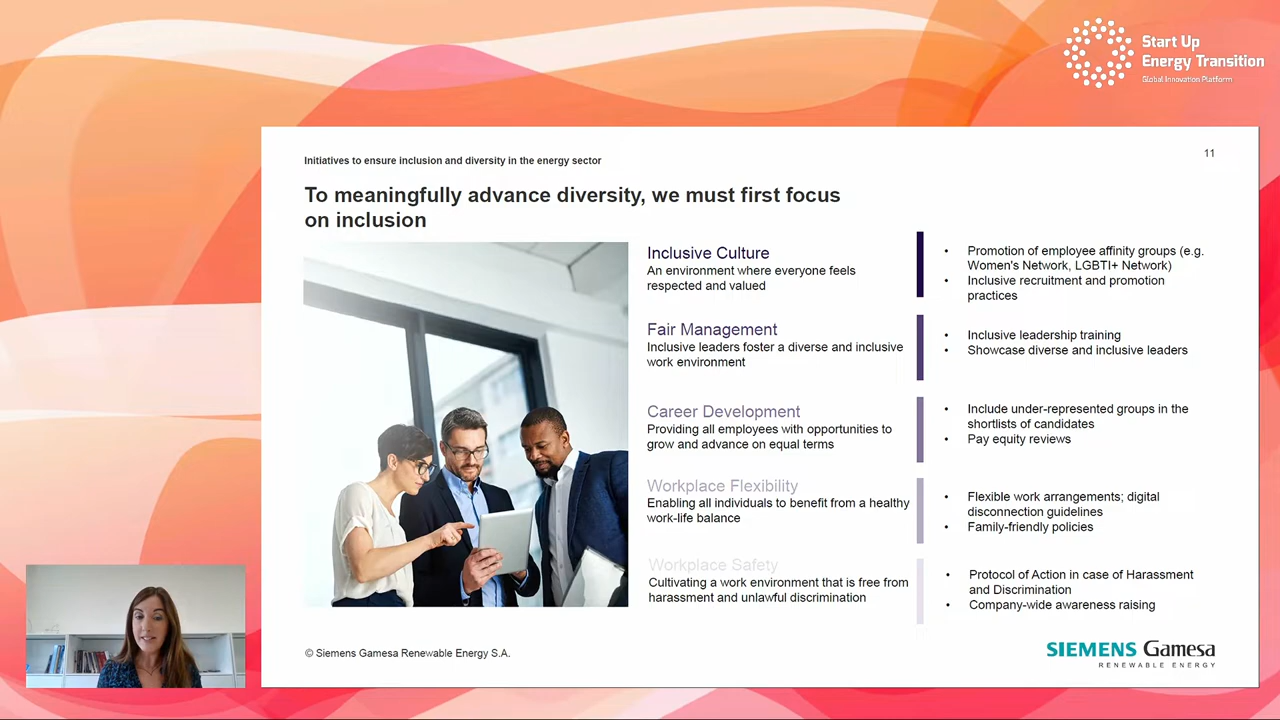 Start Up
Energy Transition
Global Innovation Platform
Initiatives to ensure inclusion and diversity in the energy sector
11
To meaningfully advance diversity, we must first focus
on inclusion
Inclusive Culture
An environment where everyone feels
respected and valued
• Promotion of employee affinity groups (e.g.
Women's Network, LGBTI+ Network)
• Inclusive recruitment and promotion
practices
Fair Management
Inclusive leaders foster a diverse and inclusive
work environment
• Inclusive leadership training
• Showcase diverse and inclusive leaders
Career Development
Providing all employees with opportunities to
grow and advance on equal terms
• Include under-represented groups in the
shortlists of candidates
• Pay equity reviews
Workplace Flexibility
Enabling all individuals to benefit from a healthy
work-life balance
• Flexible work arrangements; digital
disconnection guidelines
• Family-friendly policies
Workplace Safety
Cultivating a work environment that is free from
harassment and unlawful discrimination
• Protocol of Action in case of Harassment
and Discrimination
• Company-wide awareness raising
© Siemens Gamesa Renewable Energy S.A.
SIEMENS Gamesa
RENEWABLE ENERGY